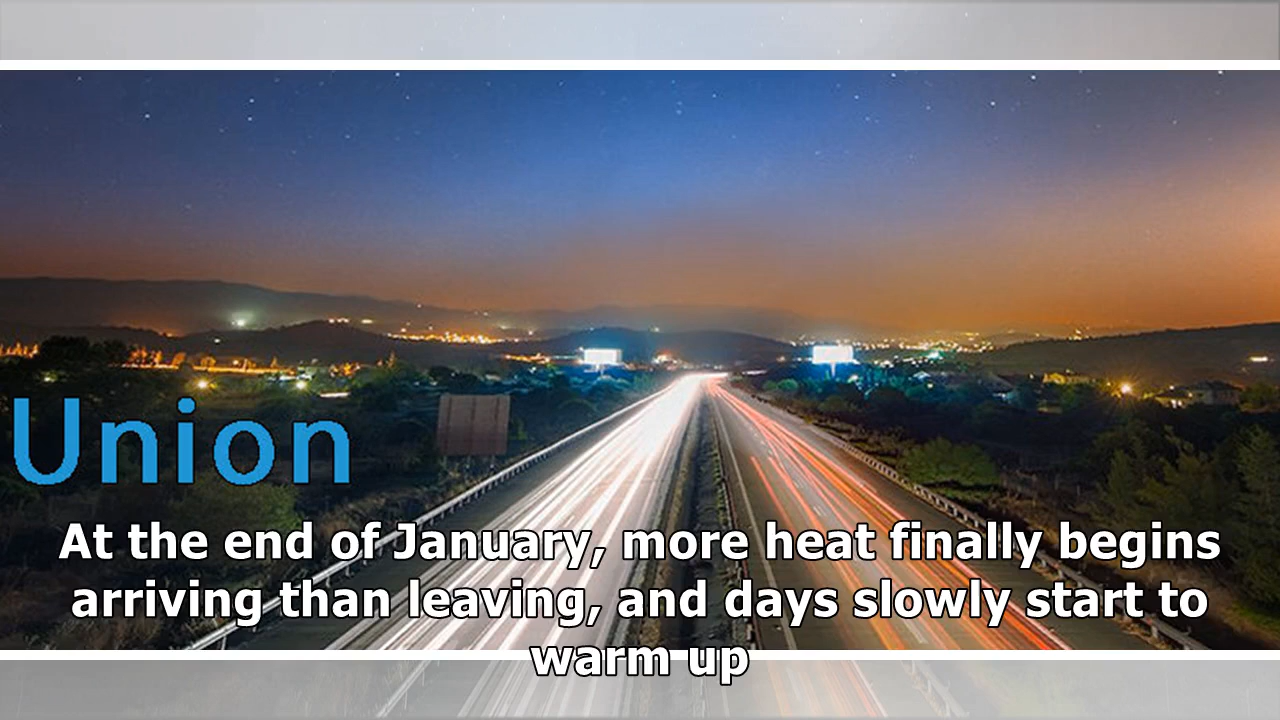 Union
At the end of January, more heat finally begins
arriving than leaving, and days slowly start to
warm up